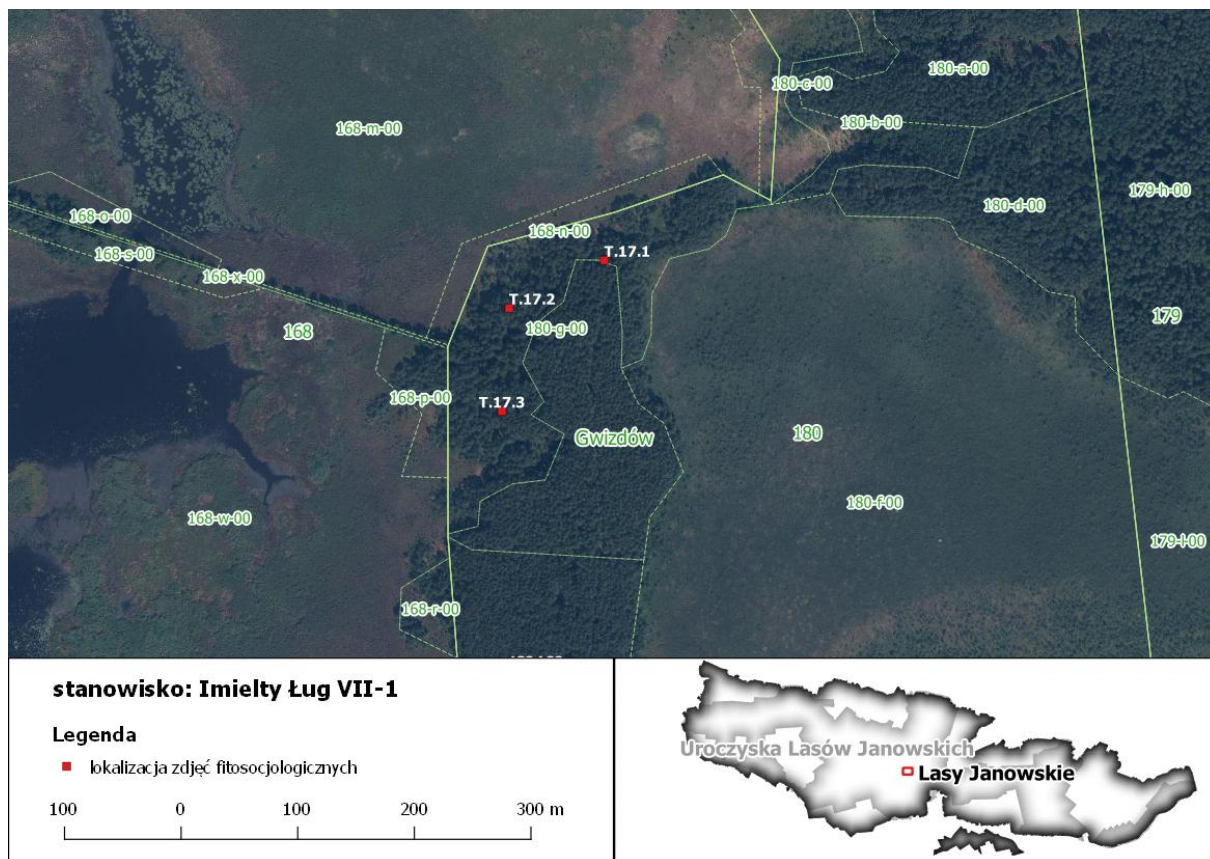 180-a-00
180-c-00
168-m-00
180-b-00
179-h-00
168-o-00
180-d-00
168-n-00
168-s-00
T.17.1
168-x-00
T.17.2
168
180-g-00
179
168-p-00
T.17.3
Gwizdów
180
180-f-00
168-w-00
179-l-00
168-r-00
stanowisko: Imielty Ług VII-1
Legenda
lokalizacja zdjęć fitosocjologicznych
100 0 100 200 300 m
Uroczyska Lasów Janowskich
Lasy Janowskie